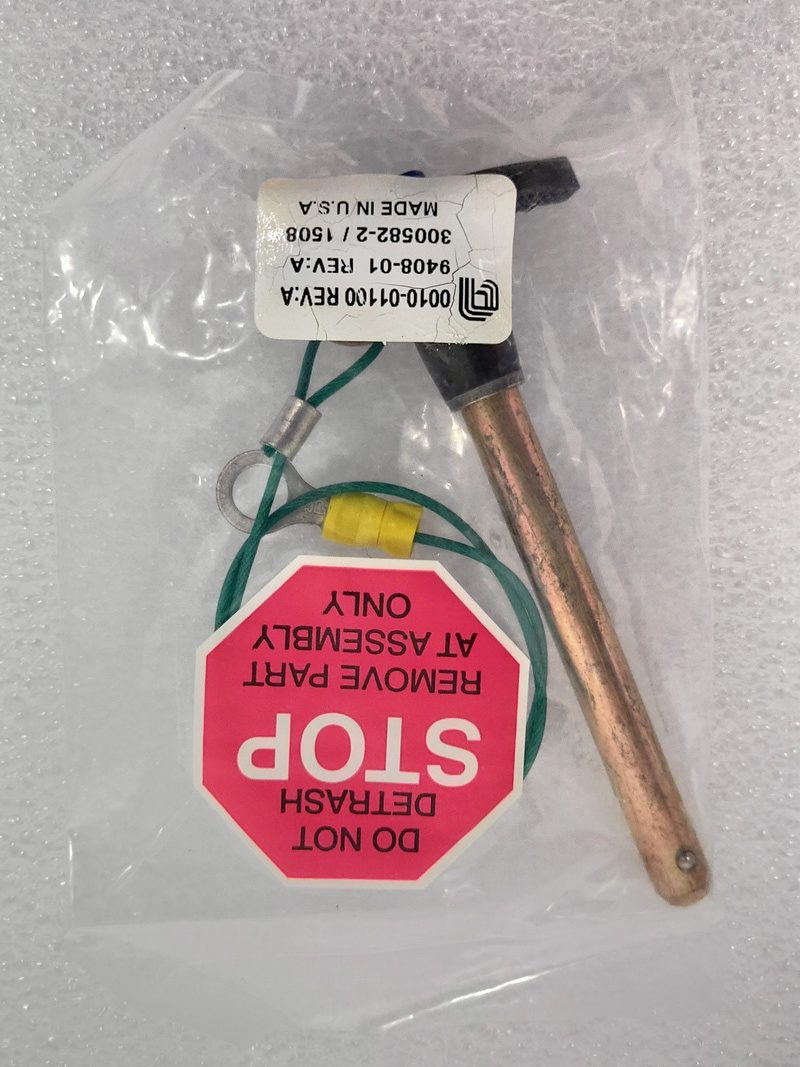 0010-01100 REV:A
9408-01 REV:A
300582-2 / 1508
MADE IN U.S.A
DO NOT
DETRASH
STOP
REMOVE PART
AT ASSEMBLY
ONLY